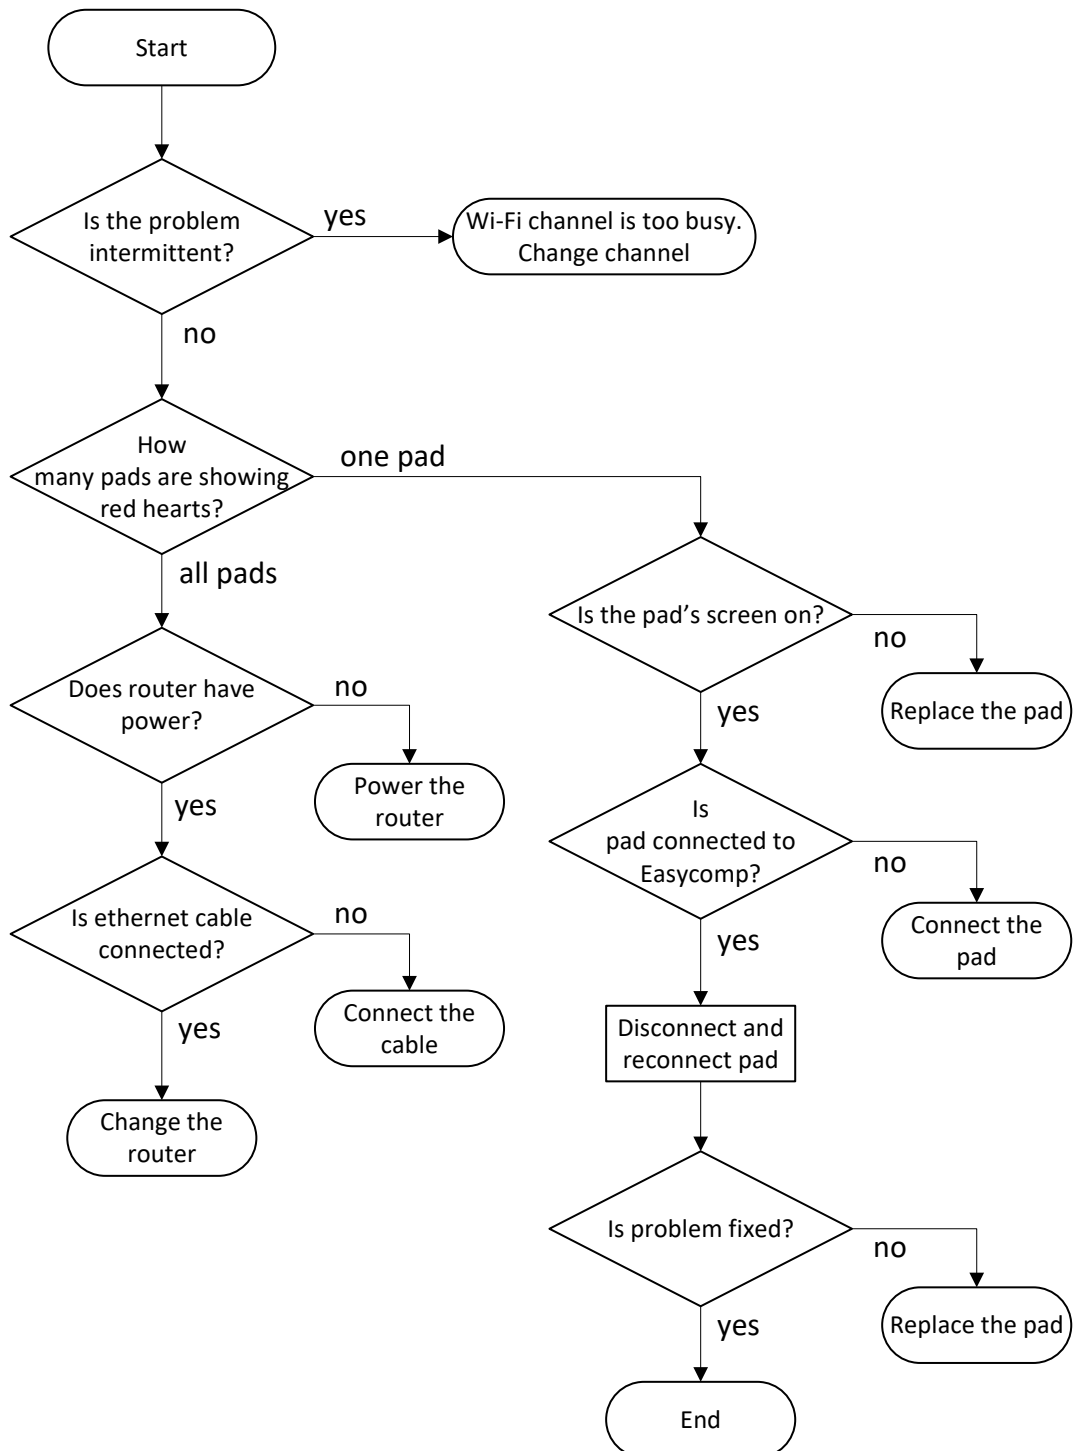 Start
Is the problem
intermittent?
yes
Wi-Fi channel is too busy.
Change channel
no
How
many pads are showing
red hearts?
one pad
all pads
Is the pad's screen on?
no
Replace the pad
yes
Does router have
power?
no
Power the
router
yes
Is
pad connected to
Easycomp?
no
Connect the
pad
yes
Is ethernet cable
connected?
no
Connect the
cable
yes
Change the
router
Disconnect and
reconnect pad
Is problem fixed?
no
Replace the pad
yes
End